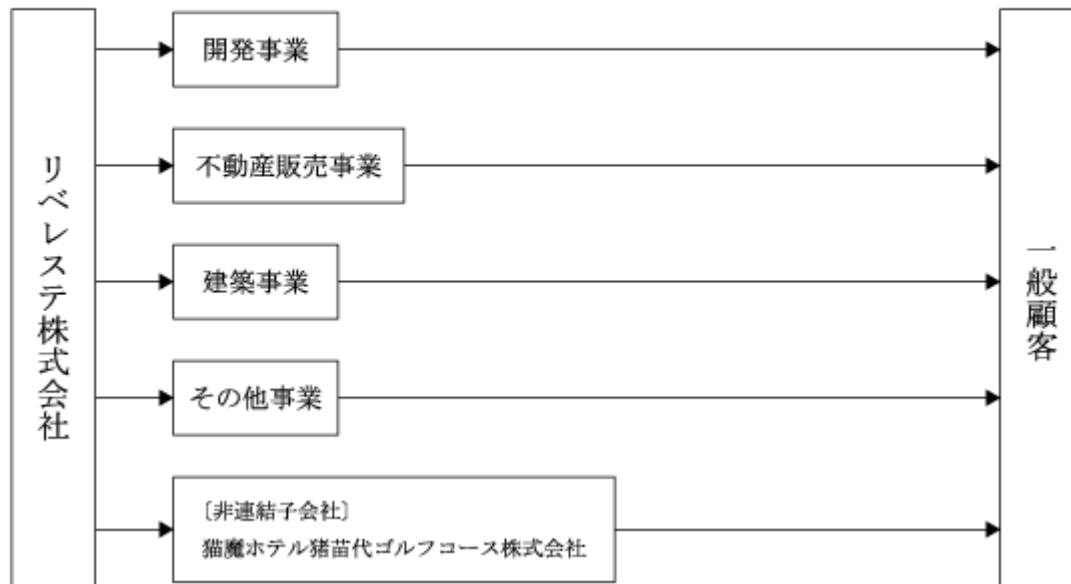 リベレステ株式会社
開発事業
不動産販売事業
建築事業
その他事業
〔非連結子会社〕
猫魔ホテル猪苗代ゴルフコース株式会社
一般顧客